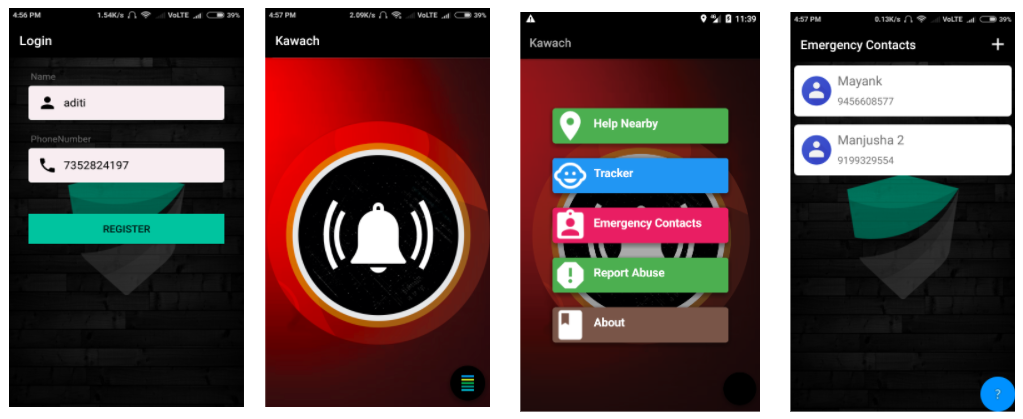 4:56 PM 1.54K/s VoLTE 39%
Login
Name
aditi
PhoneNumber
7352824197
REGISTER
4:57 PM 2.09K/s VoLTE 39%
Kawach
11:39
Kawach
Help Nearby
Tracker
Emergency Contacts
Report Abuse
About
4:57 PM 0.13K/s VoLTE 39%
Emergency Contacts +
Mayank
9456608577
Manjusha 2
9199329554
?